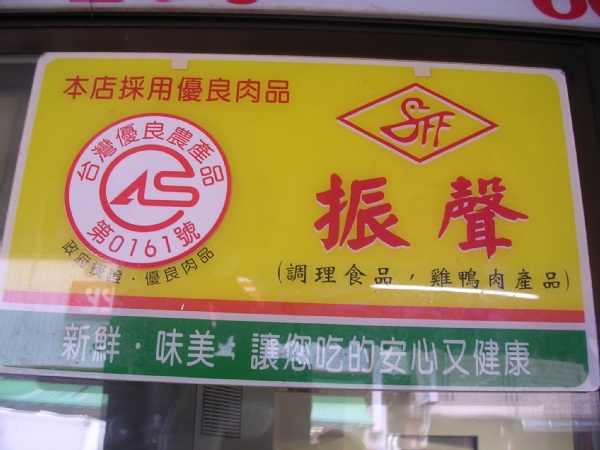 本店採用優良肉品
台灣優良農產品
CAS
第0161號
政府授證·優良肉品
SFF
振聲
(調理食品，雞鴨肉產品)
新鮮·味美·讓您吃的安心又健康